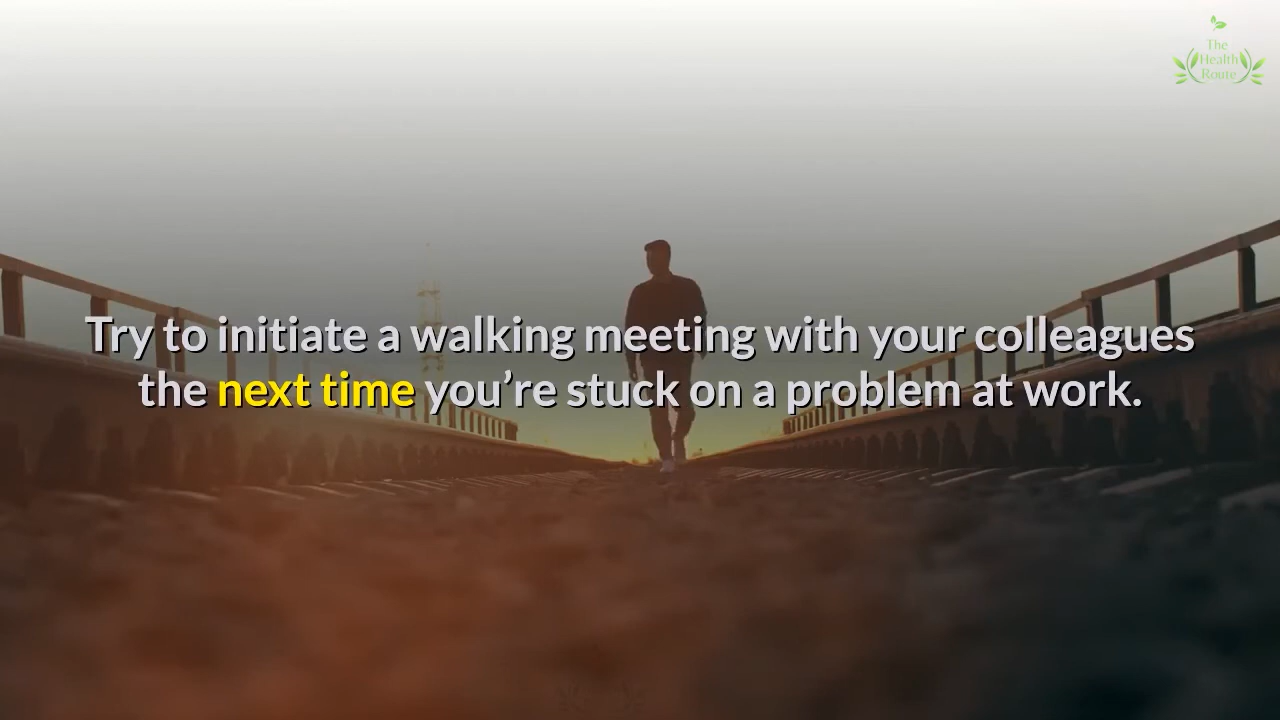 The
Health
Route
Try to initiate a walking meeting with your colleagues
the next time you’re stuck on a problem at work.